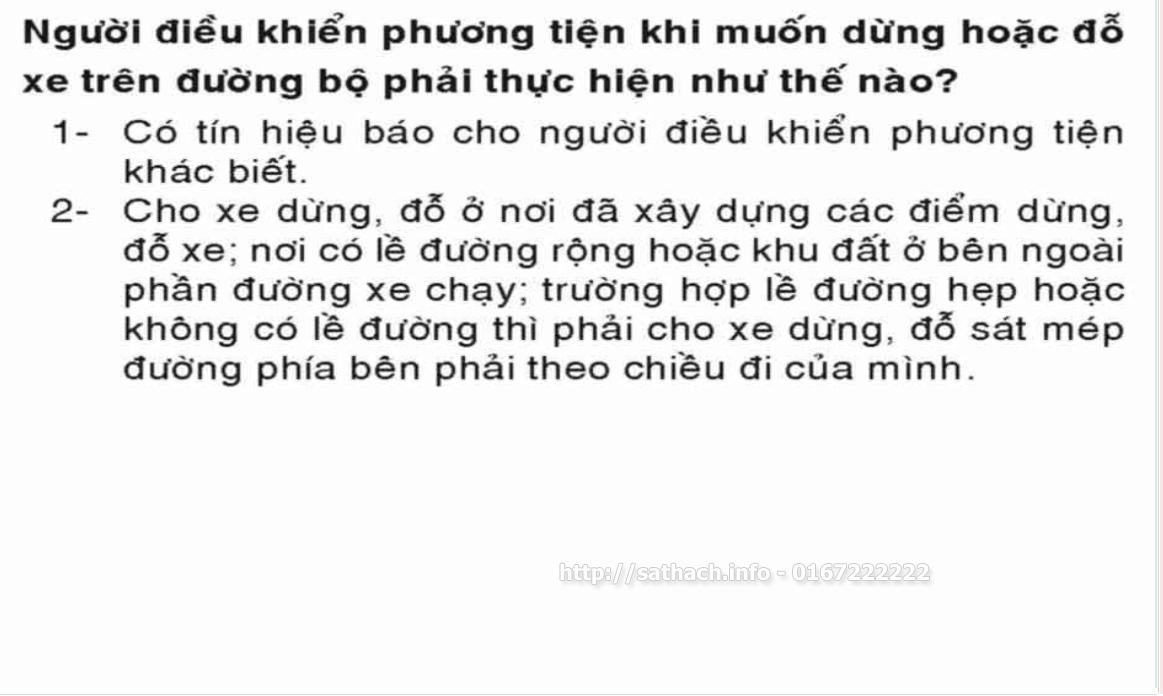 Người điều khiển phương tiện khi muốn dừng hoặc đỗ
xe trên đường bộ phải thực hiện như thế nào?
1- Có tín hiệu báo cho người điều khiển phương tiện
khác biết.
2- Cho xe dừng, đỗ ở nơi đã xây dựng các điểm dừng,
đỗ xe; nơi có lề đường rộng hoặc khu đất ở bên ngoài
phần đường xe chạy; trường hợp lề đường hẹp hoặc
không có lề đường thì phải cho xe dừng, đỗ sát mép
đường phía bên phải theo chiều đi của mình.
http://sathach.info - 0167222222